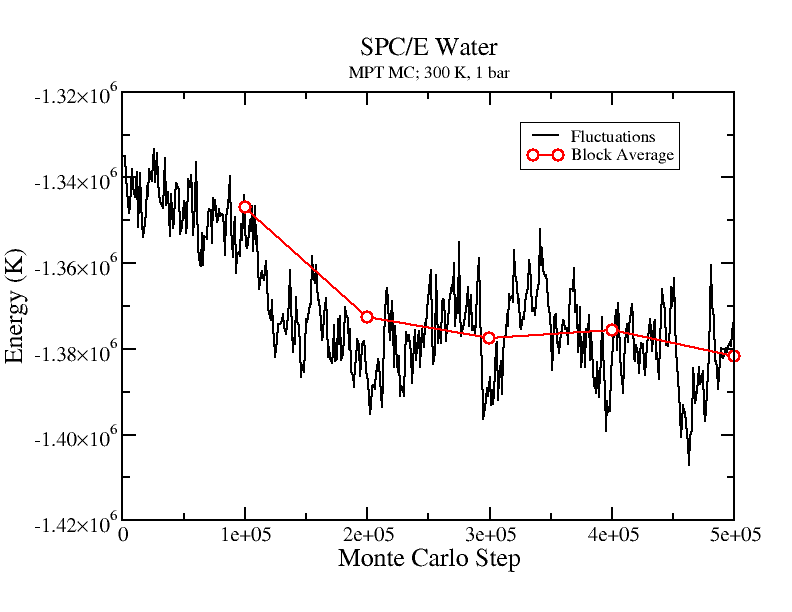 SPC/E Water
MPT MC; 300 K, 1 bar
-1.32×10⁶
Fluctuations
Block Average
-1.34×10⁶
-1.36×10⁶
Energy (K)
-1.38×10⁶
-1.40×10⁶
-1.42×10⁶
0 1e+05 2e+05 3e+05 4e+05 5e+05
Monte Carlo Step